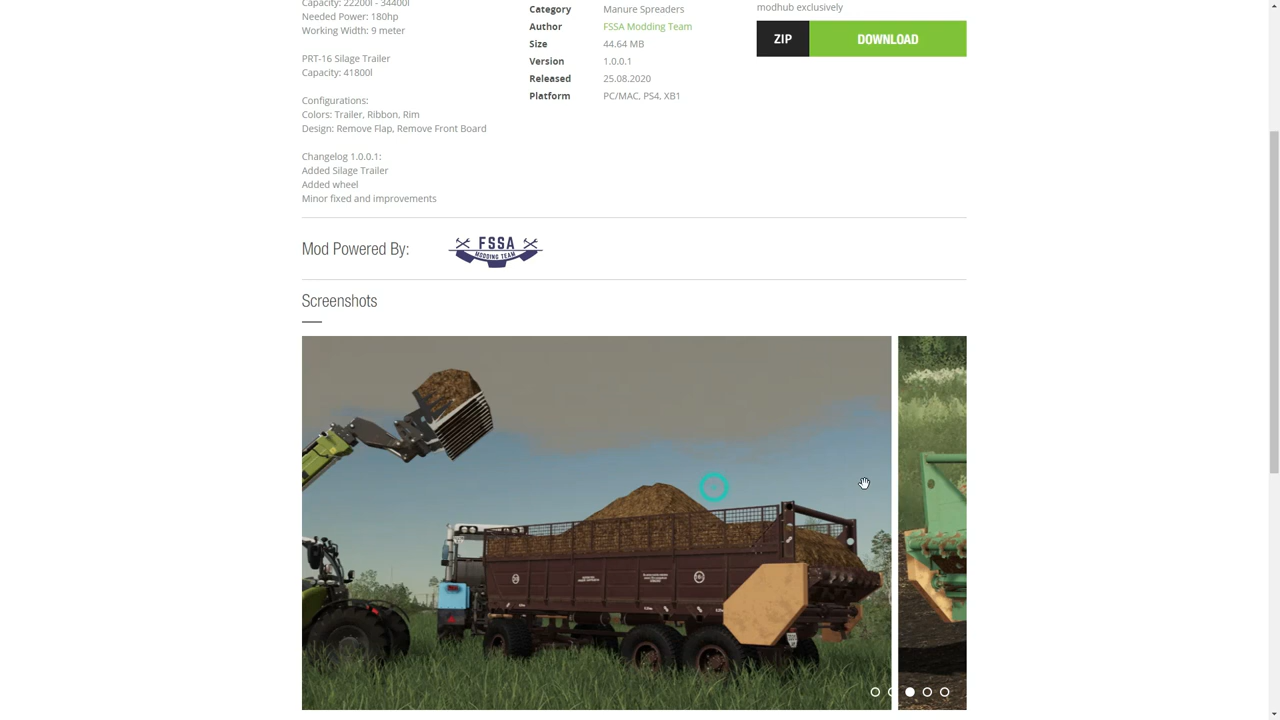 Capacity: 22200l - 34400l
Needed Power: 180hp
Working Width: 9 meter
PRT-16 Silage Trailer
Capacity: 41800l
Configurations:
Colors: Trailer, Ribbon, Rim
Design: Remove Flap, Remove Front Board
Changelog 1.0.0.1:
Added Silage Trailer
Added wheel
Minor fixed and improvements
Category Manure Spreaders
Author FSSA Modding Team
Size 44.64 MB
Version 1.0.0.1
Released 25.08.2020
Platform PC/MAC, PS4, XB1
modhub exclusively
ZIP DOWNLOAD
Mod Powered By:
FSSA
MODDING TEAM
Screenshots